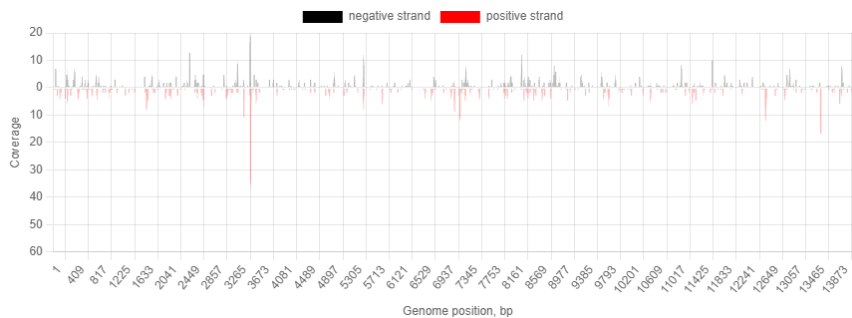 negative strand positive strand
20
10
0
10
20
30
40
50
60
Coverage
1 409 817 1225 1633 2041 2449 2857 3265 3673 4081 4489 4897 5305 5713 6121 6529 6937 7345 7753 8161 8569 8977 9385 9793 10201 10609 11017 11425 11833 12241 12649 13057 13465 13873
Genome position, bp